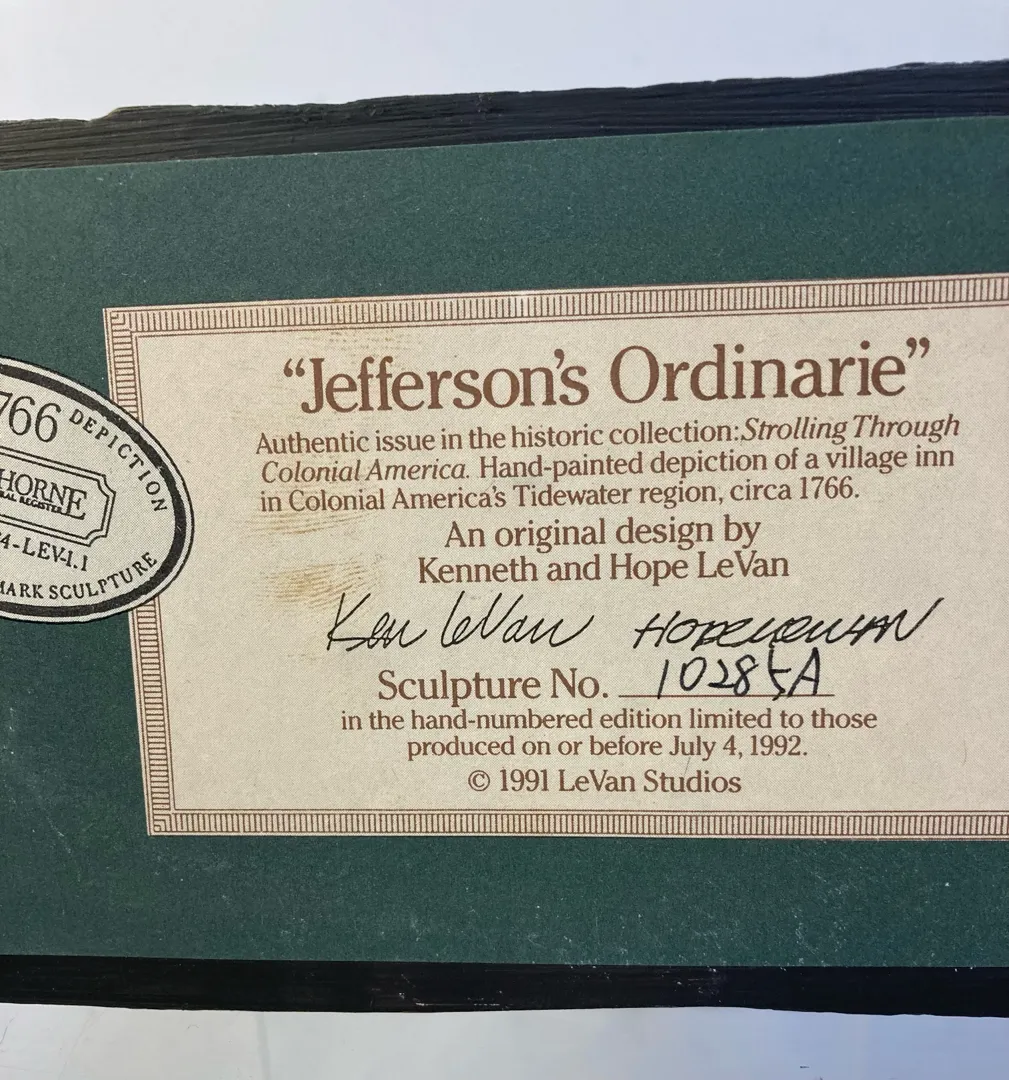 "Jefferson's Ordinarie"
Authentic issue in the historic collection: Strolling Through
Colonial America. Hand-painted depiction of a village inn
in Colonial America's Tidewater region, circa 1766.
An original design by
Kenneth and Hope LeVan
Ken LeVan
Sculpture No. 10285A
in the hand-numbered edition limited to those
produced on or before July 4, 1992.
© 1991 LeVan Studios
766 DEPICTION
HORNE
RAL REGISTER
4-LEV-1.1
MARK SCULPTURE